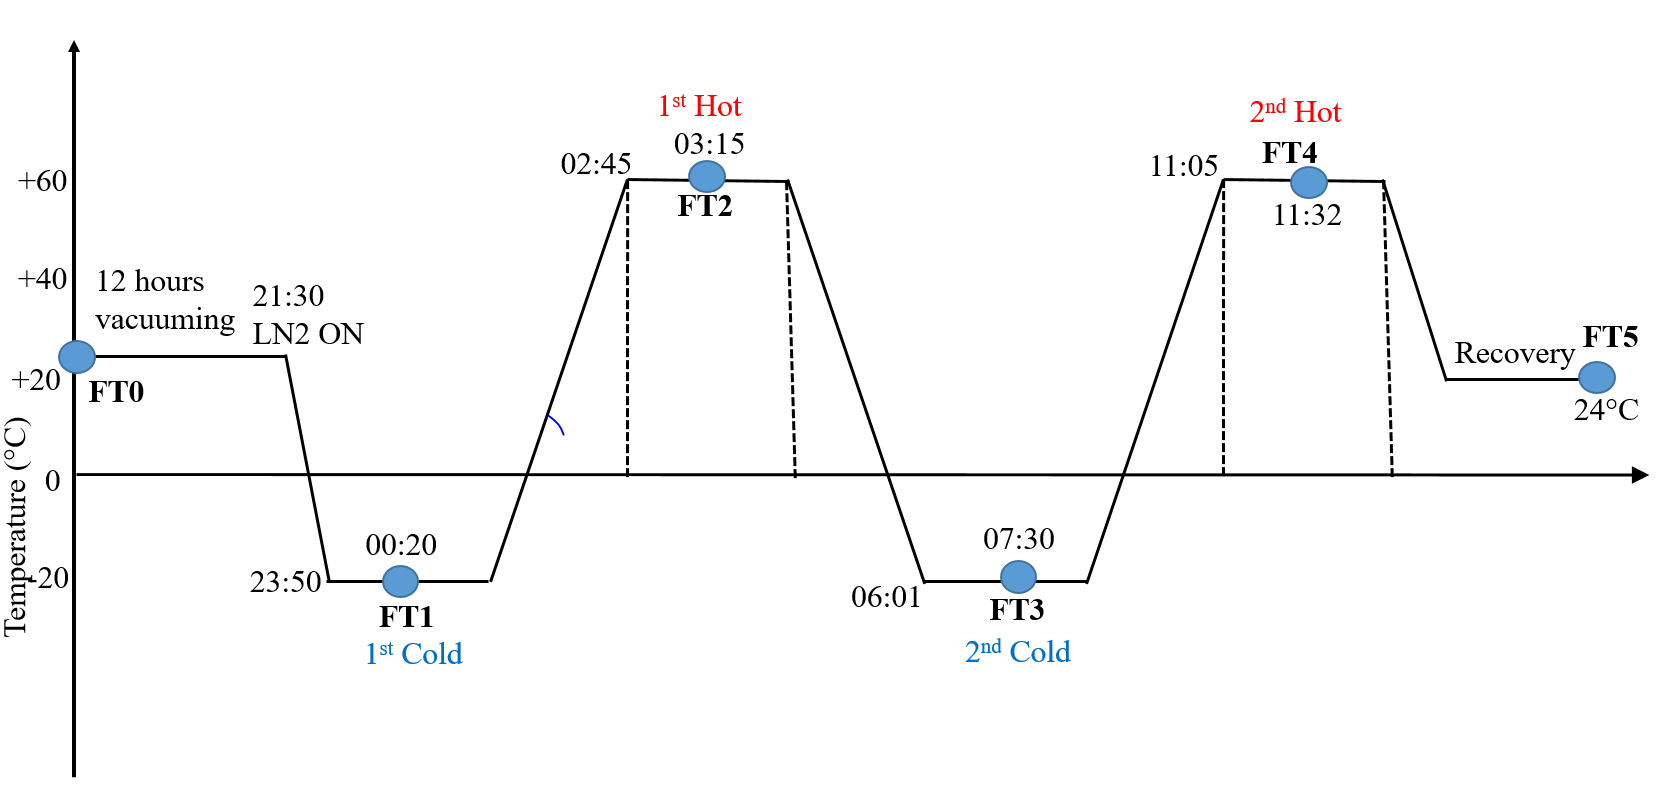 1st Hot
03:15
02:45
FT2
2nd Hot
FT4
11:05
11:32
+60
+40
+20
0
-20
Temperature (°C)
12 hours
vacuuming
21:30
LN2 ON
FT0
23:50
00:20
FT1
1st Cold
06:01
07:30
FT3
2nd Cold
Recovery
FT5
24°C